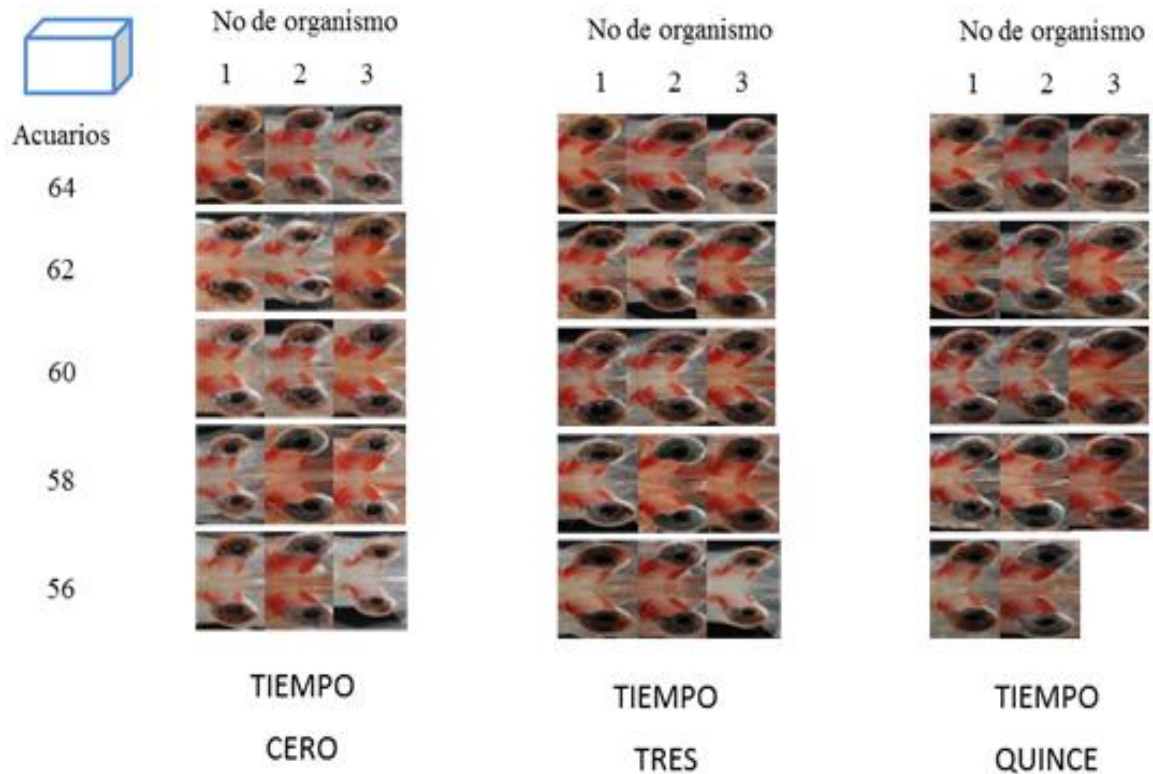 No de organismo
No de organismo
No de organismo
1 2 3
1 2 3
1 2 3
Acuarios
64
62
60
58
56
TIEMPO
CERO
TIEMPO
TRES
TIEMPO
QUINCE